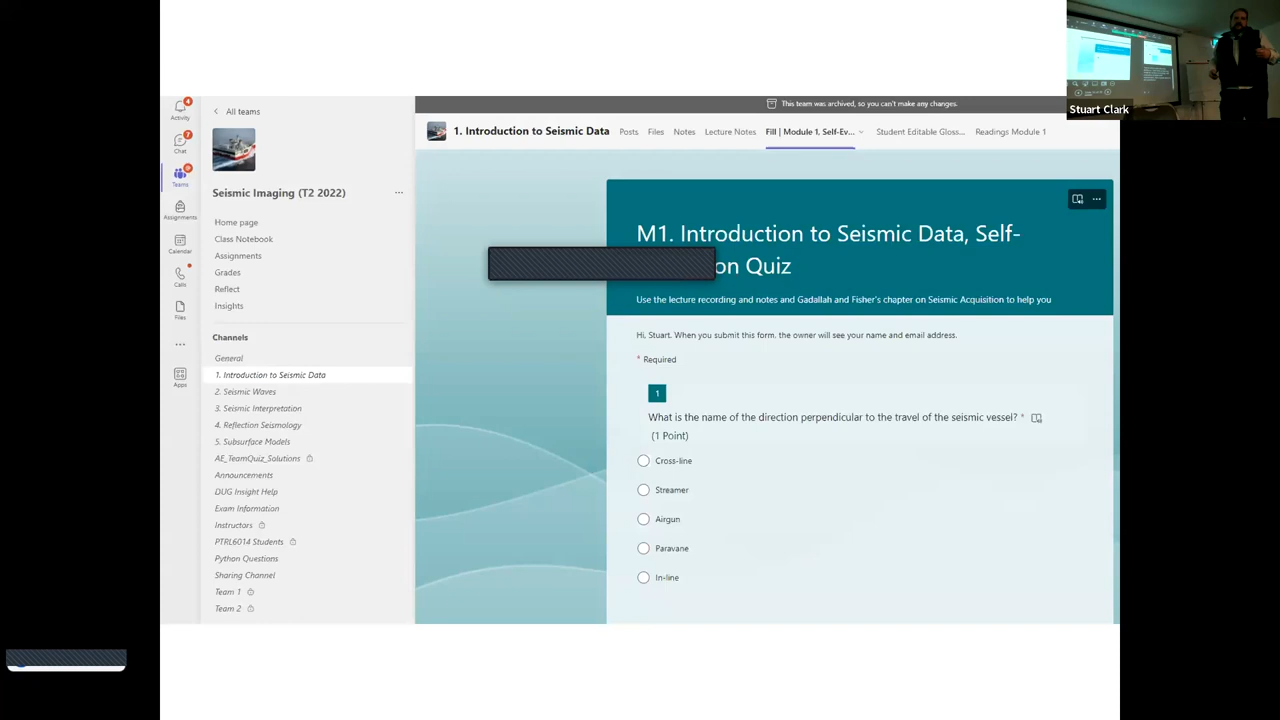 Stuart Clark
This team was archived, so you can't make any changes.
All teams
1. Introduction to Seismic Data Posts Files Notes Lecture Notes Fill | Module 1, Self-Ev... Student Editable Gloss... Readings Module 1
4
Activity
7
Chat
Teams
Assignments
Calendar
Calls
Files
Apps
Seismic Imaging (T2 2022)
Home page
Class Notebook
Assignments
Grades
Reflect
Insights
Channels
General
1. Introduction to Seismic Data
2. Seismic Waves
3. Seismic Interpretation
4. Reflection Seismology
5. Subsurface Models
AE_TeamQuiz_Solutions
Announcements
DUG Insight Help
Exam Information
Instructors
PTRL6014 Students
Python Questions
Sharing Channel
Team 1
Team 2
M1. Introduction to Seismic Data, Self-
on Quiz
Use the lecture recording and notes and Gadallah and Fisher's chapter on Seismic Acquisition to help you
Hi, Stuart. When you submit this form, the owner will see your name and email address.
* Required
1
What is the name of the direction perpendicular to the travel of the seismic vessel? *
(1 Point)
Cross-line
Streamer
Airgun
Paravane
In-line